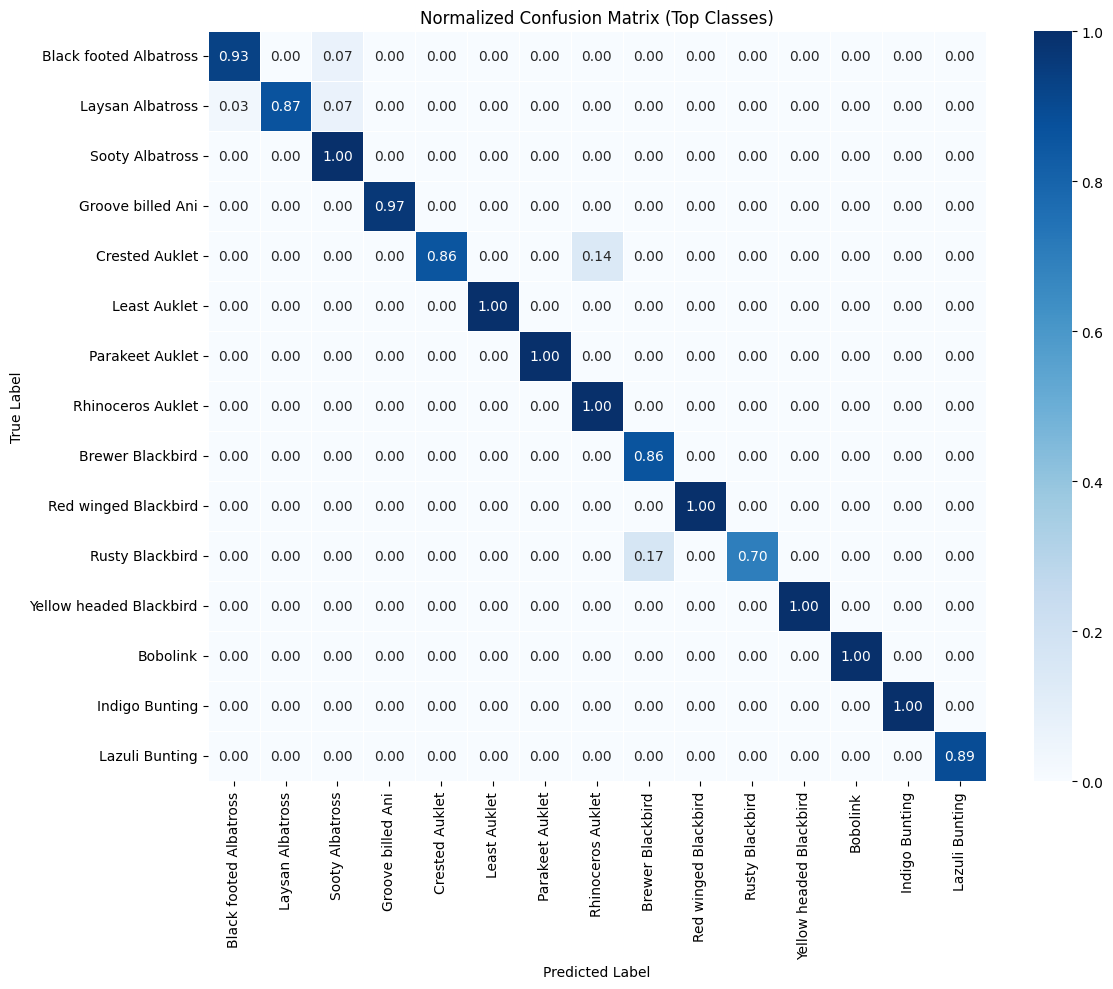 Normalized Confusion Matrix (Top Classes)
True Label
Black footed Albatross 0.93 0.00 0.07 0.00 0.00 0.00 0.00 0.00 0.00 0.00 0.00 0.00 0.00 0.00 0.00
Laysan Albatross 0.03 0.87 0.07 0.00 0.00 0.00 0.00 0.00 0.00 0.00 0.00 0.00 0.00 0.00 0.00
Sooty Albatross 0.00 0.00 1.00 0.00 0.00 0.00 0.00 0.00 0.00 0.00 0.00 0.00 0.00 0.00 0.00
Groove billed Ani 0.00 0.00 0.00 0.97 0.00 0.00 0.00 0.00 0.00 0.00 0.00 0.00 0.00 0.00 0.00
Crested Auklet 0.00 0.00 0.00 0.00 0.86 0.00 0.00 0.14 0.00 0.00 0.00 0.00 0.00 0.00 0.00
Least Auklet 0.00 0.00 0.00 0.00 0.00 1.00 0.00 0.00 0.00 0.00 0.00 0.00 0.00 0.00 0.00
Parakeet Auklet 0.00 0.00 0.00 0.00 0.00 0.00 1.00 0.00 0.00 0.00 0.00 0.00 0.00 0.00 0.00
Rhinoceros Auklet 0.00 0.00 0.00 0.00 0.00 0.00 0.00 1.00 0.00 0.00 0.00 0.00 0.00 0.00 0.00
Brewer Blackbird 0.00 0.00 0.00 0.00 0.00 0.00 0.00 0.00 0.86 0.00 0.00 0.00 0.00 0.00 0.00
Red winged Blackbird 0.00 0.00 0.00 0.00 0.00 0.00 0.00 0.00 0.00 1.00 0.00 0.00 0.00 0.00 0.00
Rusty Blackbird 0.00 0.00 0.00 0.00 0.00 0.00 0.00 0.00 0.17 0.00 0.70 0.00 0.00 0.00 0.00
Yellow headed Blackbird 0.00 0.00 0.00 0.00 0.00 0.00 0.00 0.00 0.00 0.00 0.00 1.00 0.00 0.00 0.00
Bobolink 0.00 0.00 0.00 0.00 0.00 0.00 0.00 0.00 0.00 0.00 0.00 0.00 1.00 0.00 0.00
Indigo Bunting 0.00 0.00 0.00 0.00 0.00 0.00 0.00 0.00 0.00 0.00 0.00 0.00 0.00 1.00 0.00
Lazuli Bunting 0.00 0.00 0.00 0.00 0.00 0.00 0.00 0.00 0.00 0.00 0.00 0.00 0.00 0.00 0.89
Black footed Albatross
Laysan Albatross
Sooty Albatross
Groove billed Ani
Crested Auklet
Least Auklet
Parakeet Auklet
Rhinoceros Auklet
Brewer Blackbird
Red winged Blackbird
Rusty Blackbird
Yellow headed Blackbird
Bobolink
Indigo Bunting
Lazuli Bunting
Predicted Label
1.0
0.8
0.6
0.4
0.2
0.0